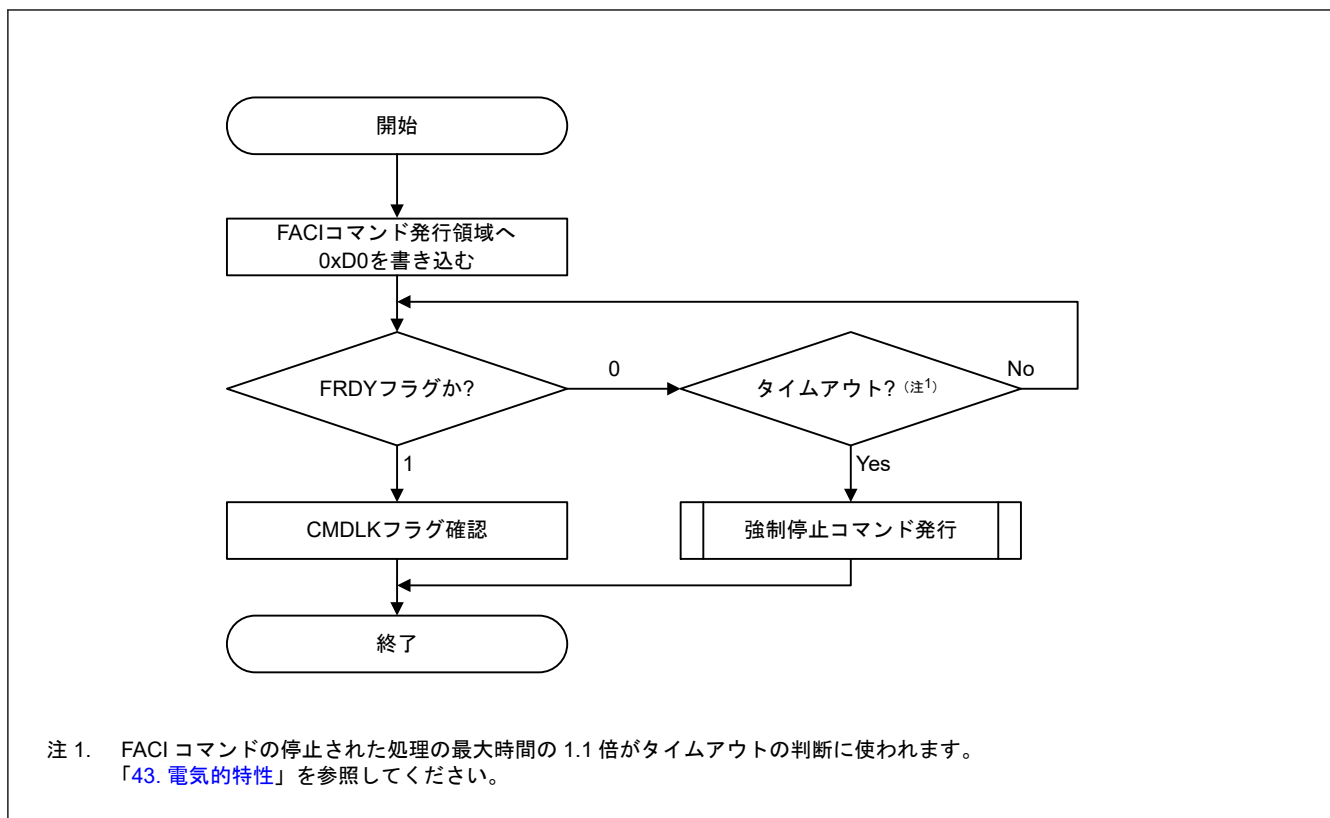 開始
FACIコマンド発行領域へ
0xD0を書き込む
FRDYフラグか?
0
タイムアウト?（注1）
No
1
Yes
CMDLKフラグ確認
強制停止コマンド発行
終了
注 1. FACI コマンドの停止された処理の最大時間の 1.1 倍がタイムアウトの判断に使われます。
「43. 電気的特性」を参照してください。